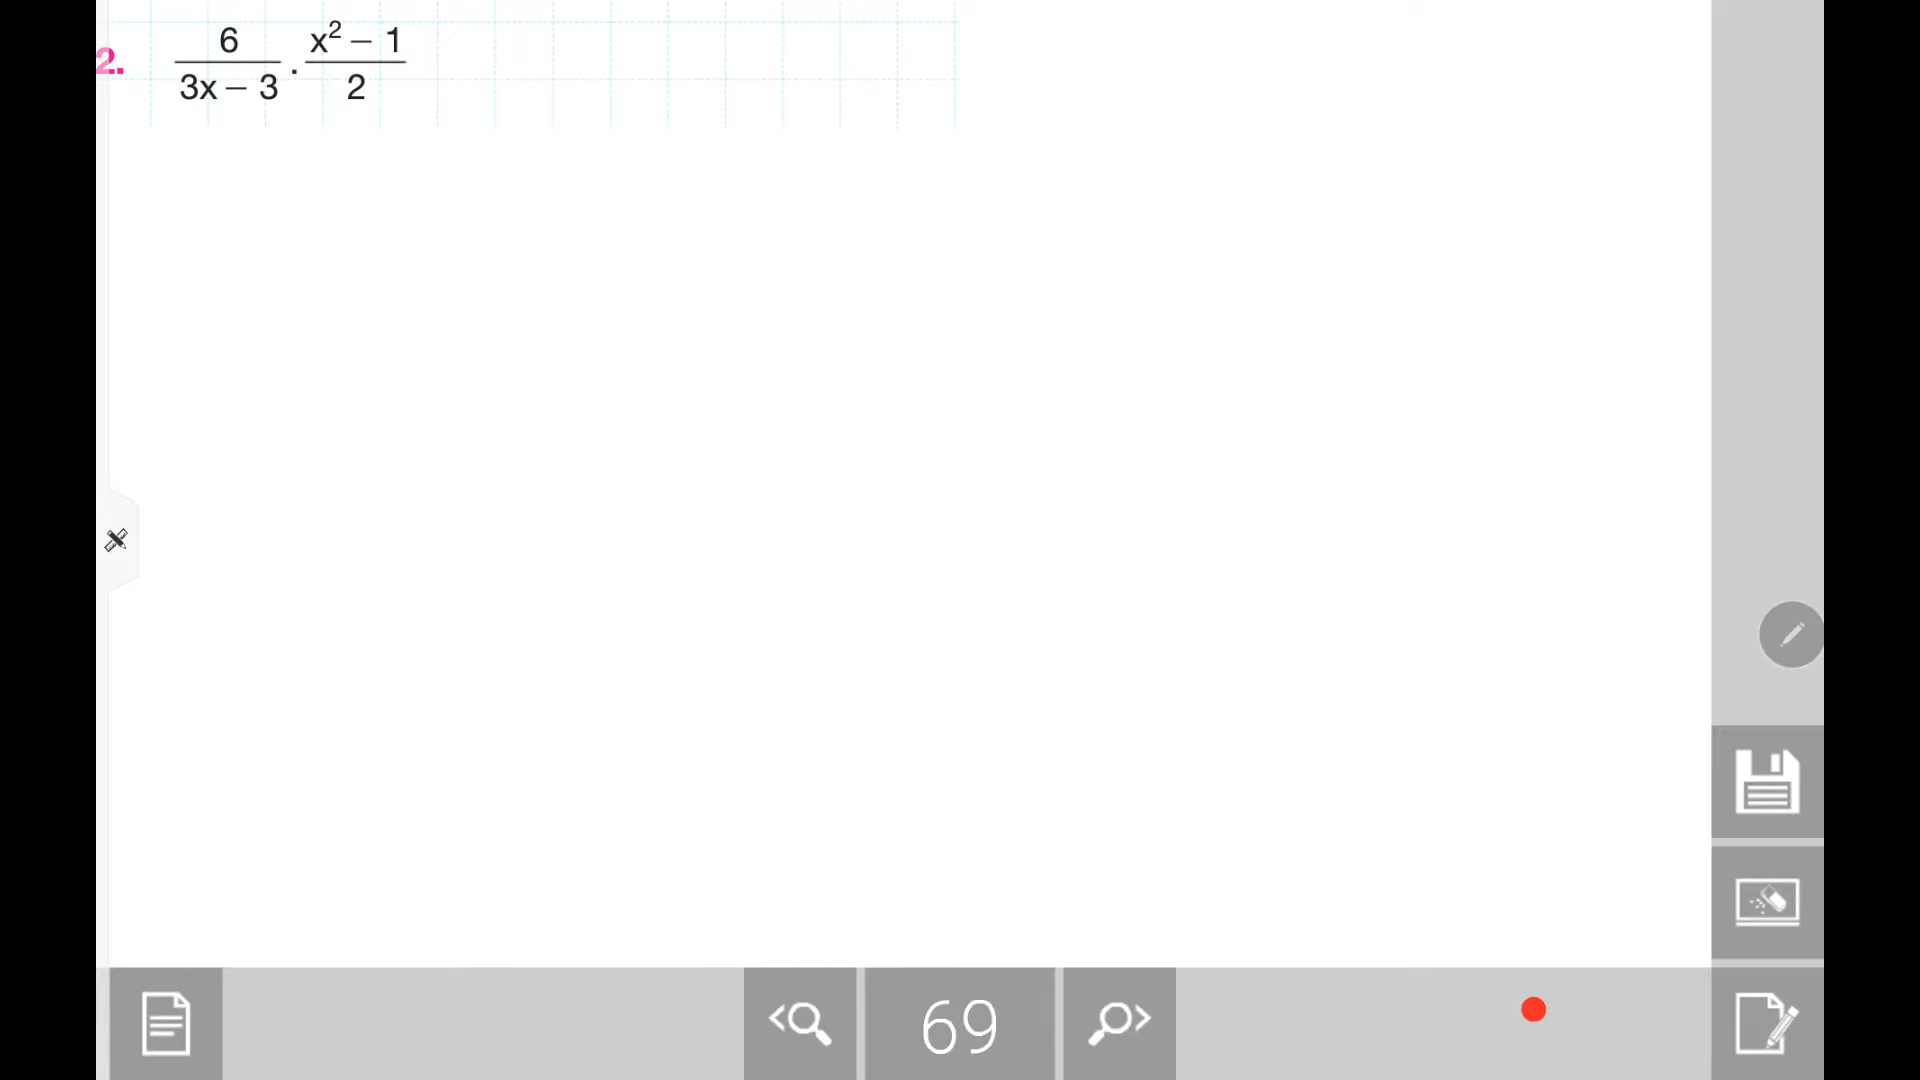 2. 6/(3x − 3) · (x² − 1)/2
69